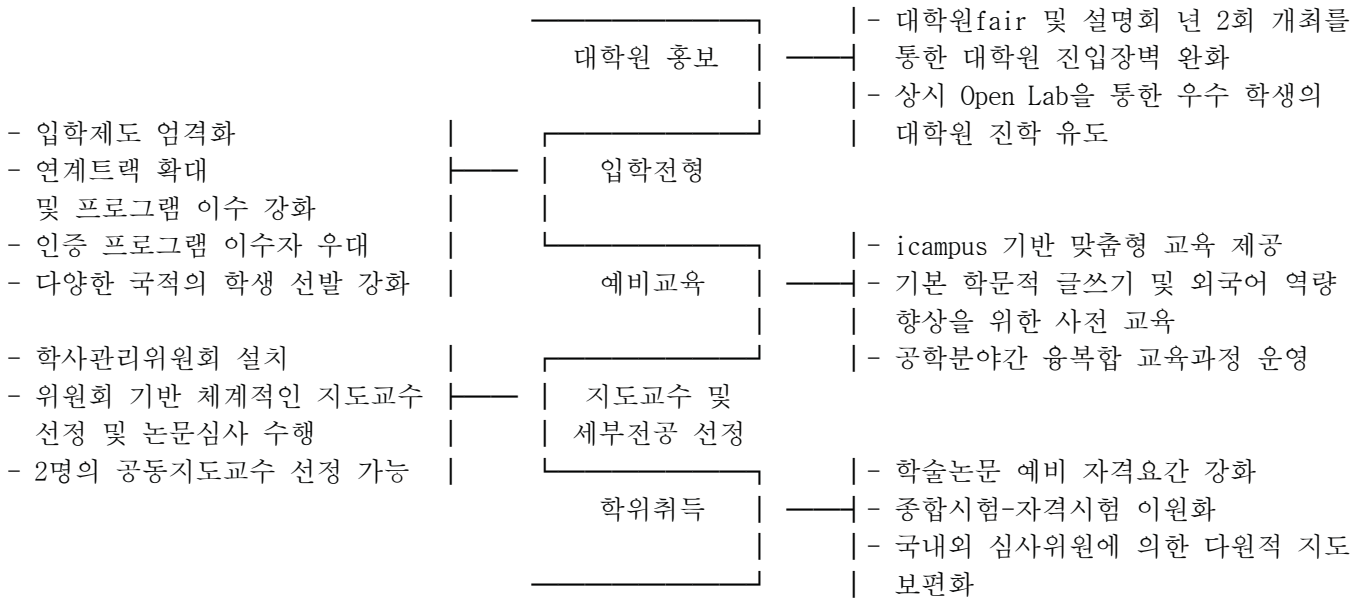 대학원 홍보
- 대학원fair 및 설명회 년 2회 개최를
통한 대학원 진입장벽 완화
- 상시 Open Lab을 통한 우수 학생의
대학원 진학 유도
- 입학제도 엄격화
- 연계트랙 확대
및 프로그램 이수 강화
- 인증 프로그램 이수자 우대
- 다양한 국적의 학생 선발 강화
입학전형
예비교육
- icampus 기반 맞춤형 교육 제공
- 기본 학문적 글쓰기 및 외국어 역량
향상을 위한 사전 교육
- 공학분야간 융복합 교육과정 운영
- 학사관리위원회 설치
- 위원회 기반 체계적인 지도교수
선정 및 논문심사 수행
- 2명의 공동지도교수 선정 가능
지도교수 및
세부전공 선정
학위취득
- 학술논문 예비 자격요간 강화
- 종합시험-자격시험 이원화
- 국내외 심사위원에 의한 다원적 지도
보편화